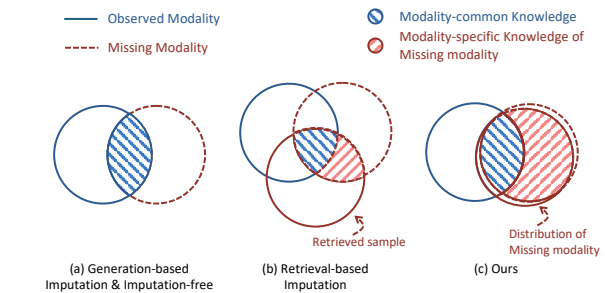 Observed Modality
Missing Modality
Modality-common Knowledge
Modality-specific Knowledge of
Missing modality
Retrieved sample
Distribution of
Missing modality
(a) Generation-based
Imputation & Imputation-free
(b) Retrieval-based
Imputation
(c) Ours